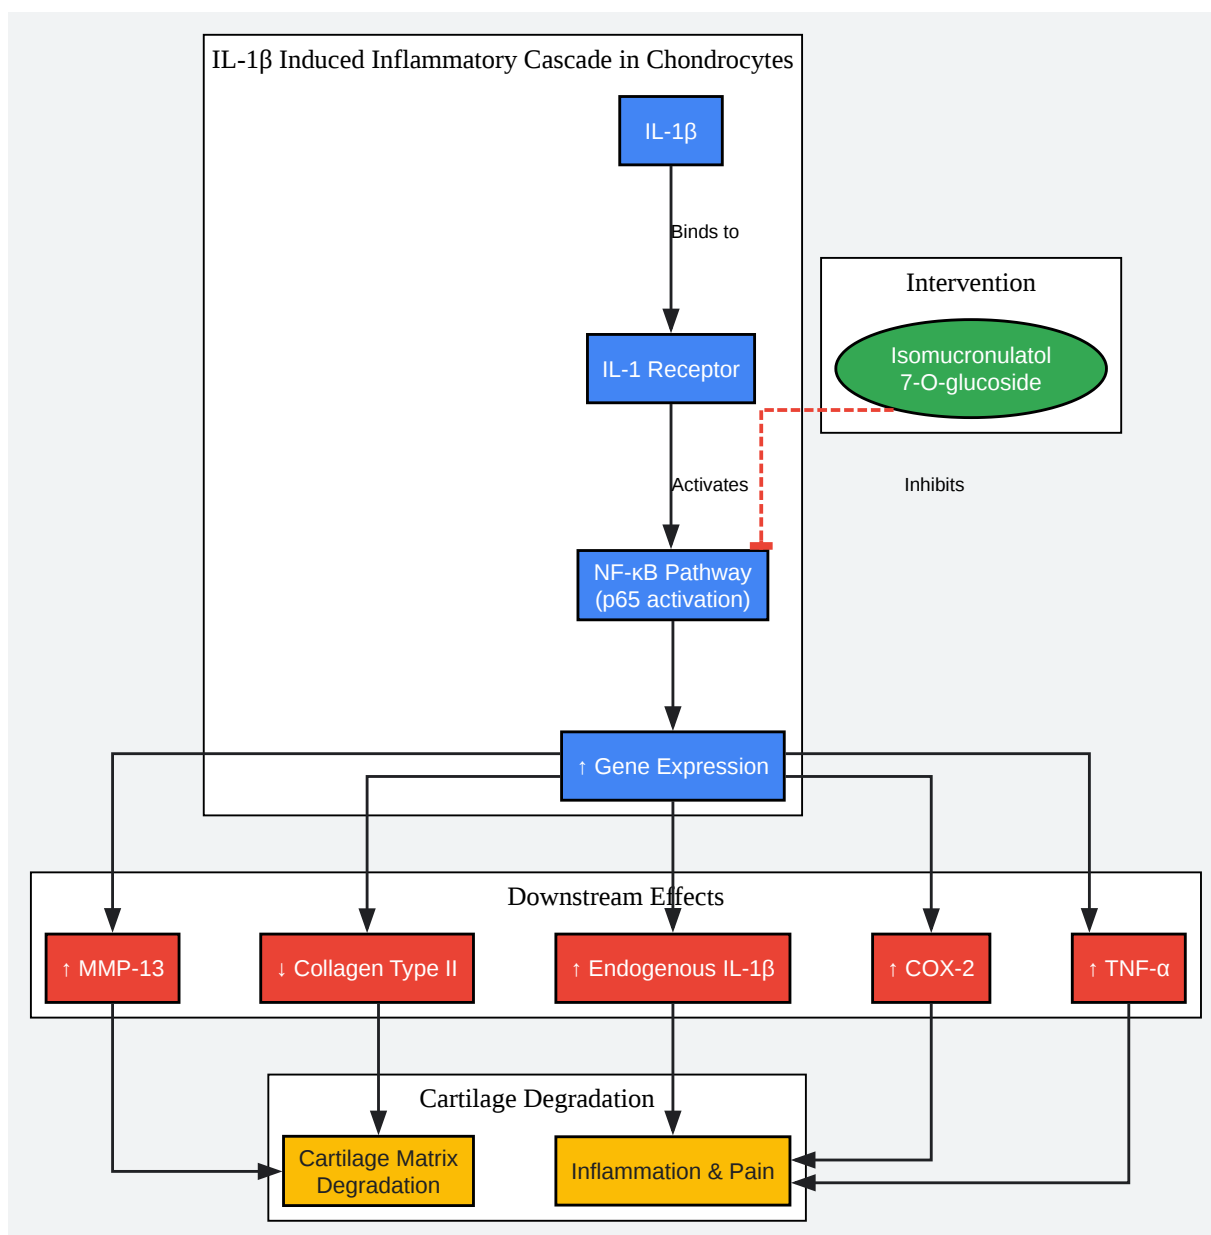 IL-1β Induced Inflammatory Cascade in Chondrocytes
IL-1β
Binds to
Intervention
Isomucronulatol
7-O-glucoside
IL-1 Receptor
Activates
Inhibits
NF-κB Pathway
(p65 activation)
↑ Gene Expression
Downstream Effects
↑ MMP-13
↓ Collagen Type II
↑ Endogenous IL-1β
↑ COX-2
↑ TNF-α
Cartilage Degradation
Cartilage Matrix
Degradation
Inflammation & Pain